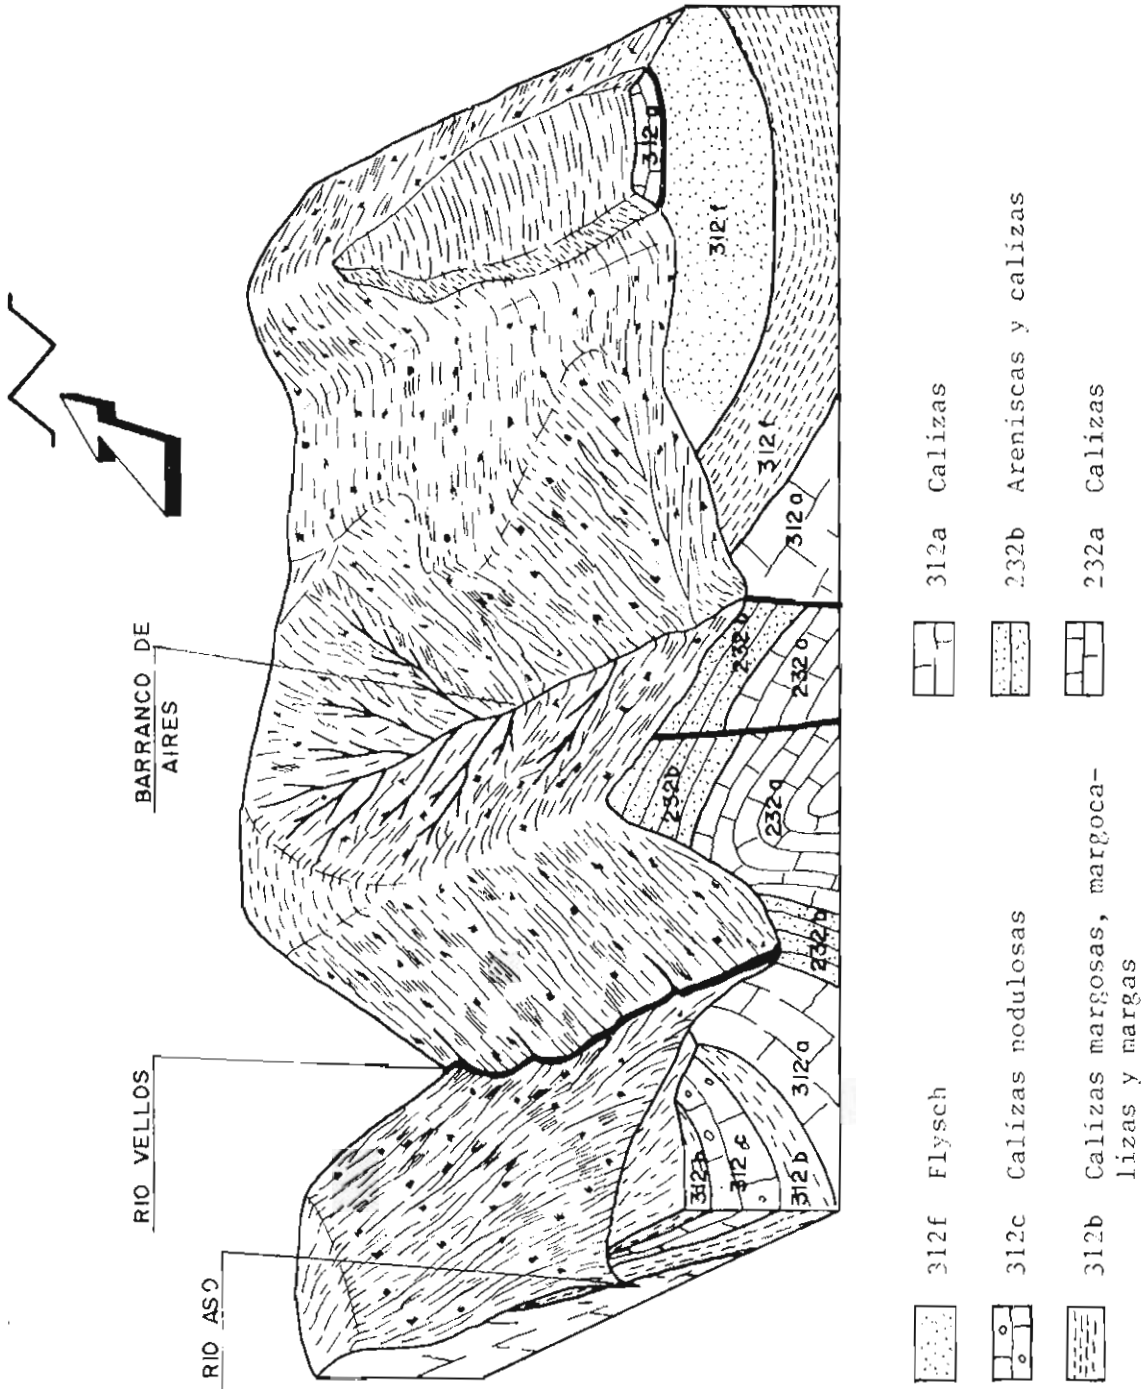 BARRANCO DE
AIRES
RIO VELLOS
RIO ASO
312a
312f
312f
312a
232b
232a
232b
232a
232b
312a
312b
312c
312b
312f Flysch
312c Calizas nodulosas
312b Calizas margosas, margoca-
lizas y margas
312a Calizas
232b Areniscas y calizas
232a Calizas